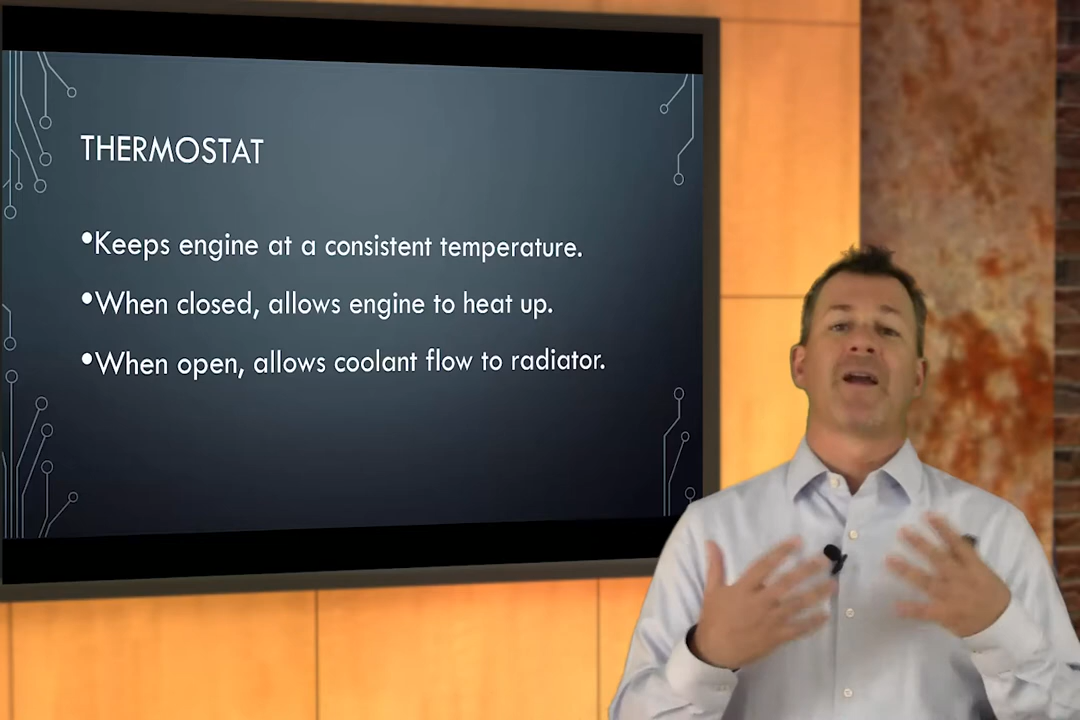 THERMOSTAT
•Keeps engine at a consistent temperature.
•When closed, allows engine to heat up.
•When open, allows coolant flow to radiator.